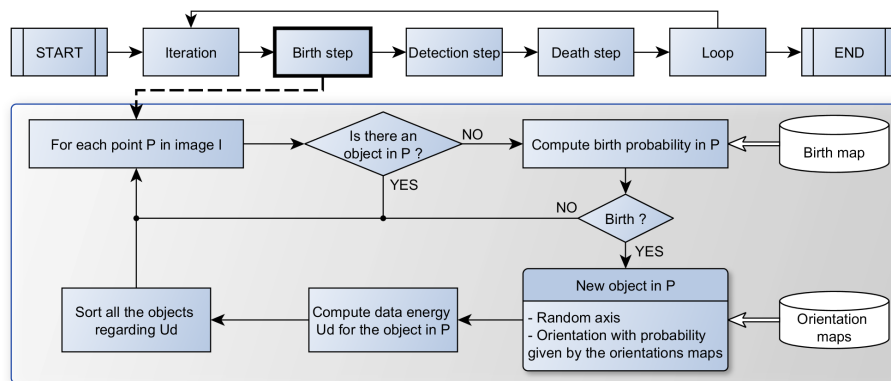 START
Iteration
Birth step
Detection step
Death step
Loop
END
For each point P in image I
Is there an
object in P ?
NO
YES
Compute birth probability in P
Birth map
NO
Birth ?
YES
New object in P
- Random axis
- Orientation with probability
given by the orientations maps
Orientation
maps
Compute data energy
Ud for the object in P
Sort all the objects
regarding Ud